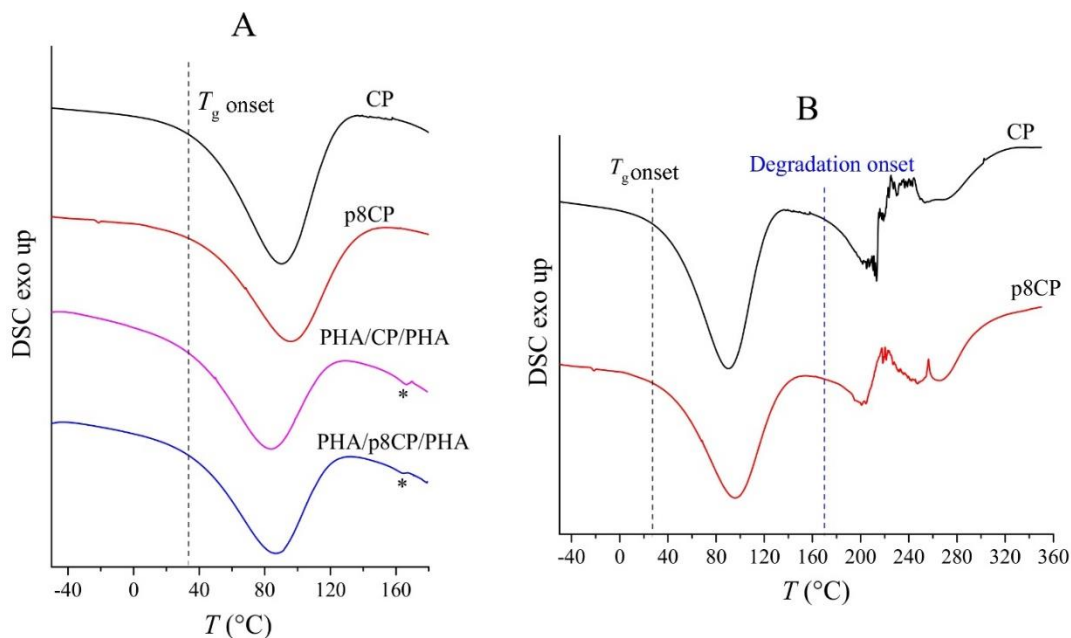 A
Tg onset
CP
p8CP
PHA/CP/PHA
*
PHA/p8CP/PHA
*
DSC exo up
-40 0 40 80 120 160
T (°C)
B
Tg onset
Degradation onset
CP
p8CP
DSC exo up
-40 0 40 80 120 160 200 240 280 320 360
T (°C)